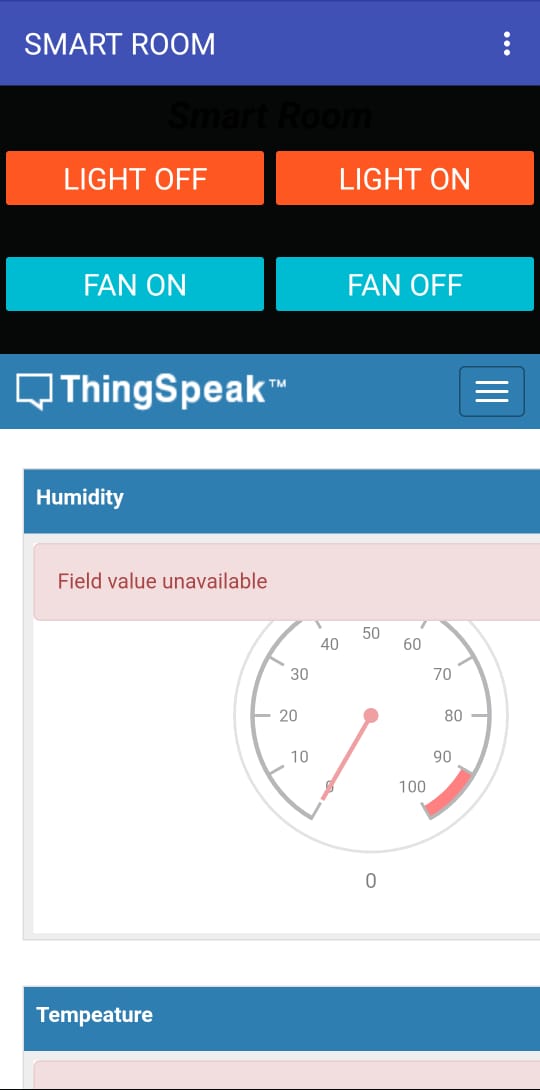 SMART ROOM
Smart Room
LIGHT OFF LIGHT ON
FAN ON FAN OFF
ThingSpeak™
Humidity
Field value unavailable
50
40 60
30 70
20 80
10 90
0 100
0
Tempeature